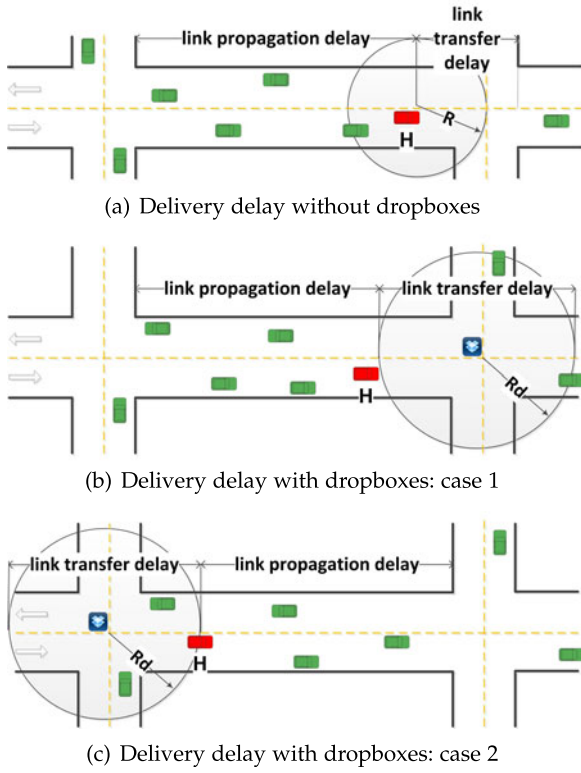 link
link propagation delay
transfer
delay
R
H
(a) Delivery delay without dropboxes
link propagation delay
link transfer delay
H
Rd
(b) Delivery delay with dropboxes: case 1
link transfer delay
link propagation delay
Rd
H
(c) Delivery delay with dropboxes: case 2